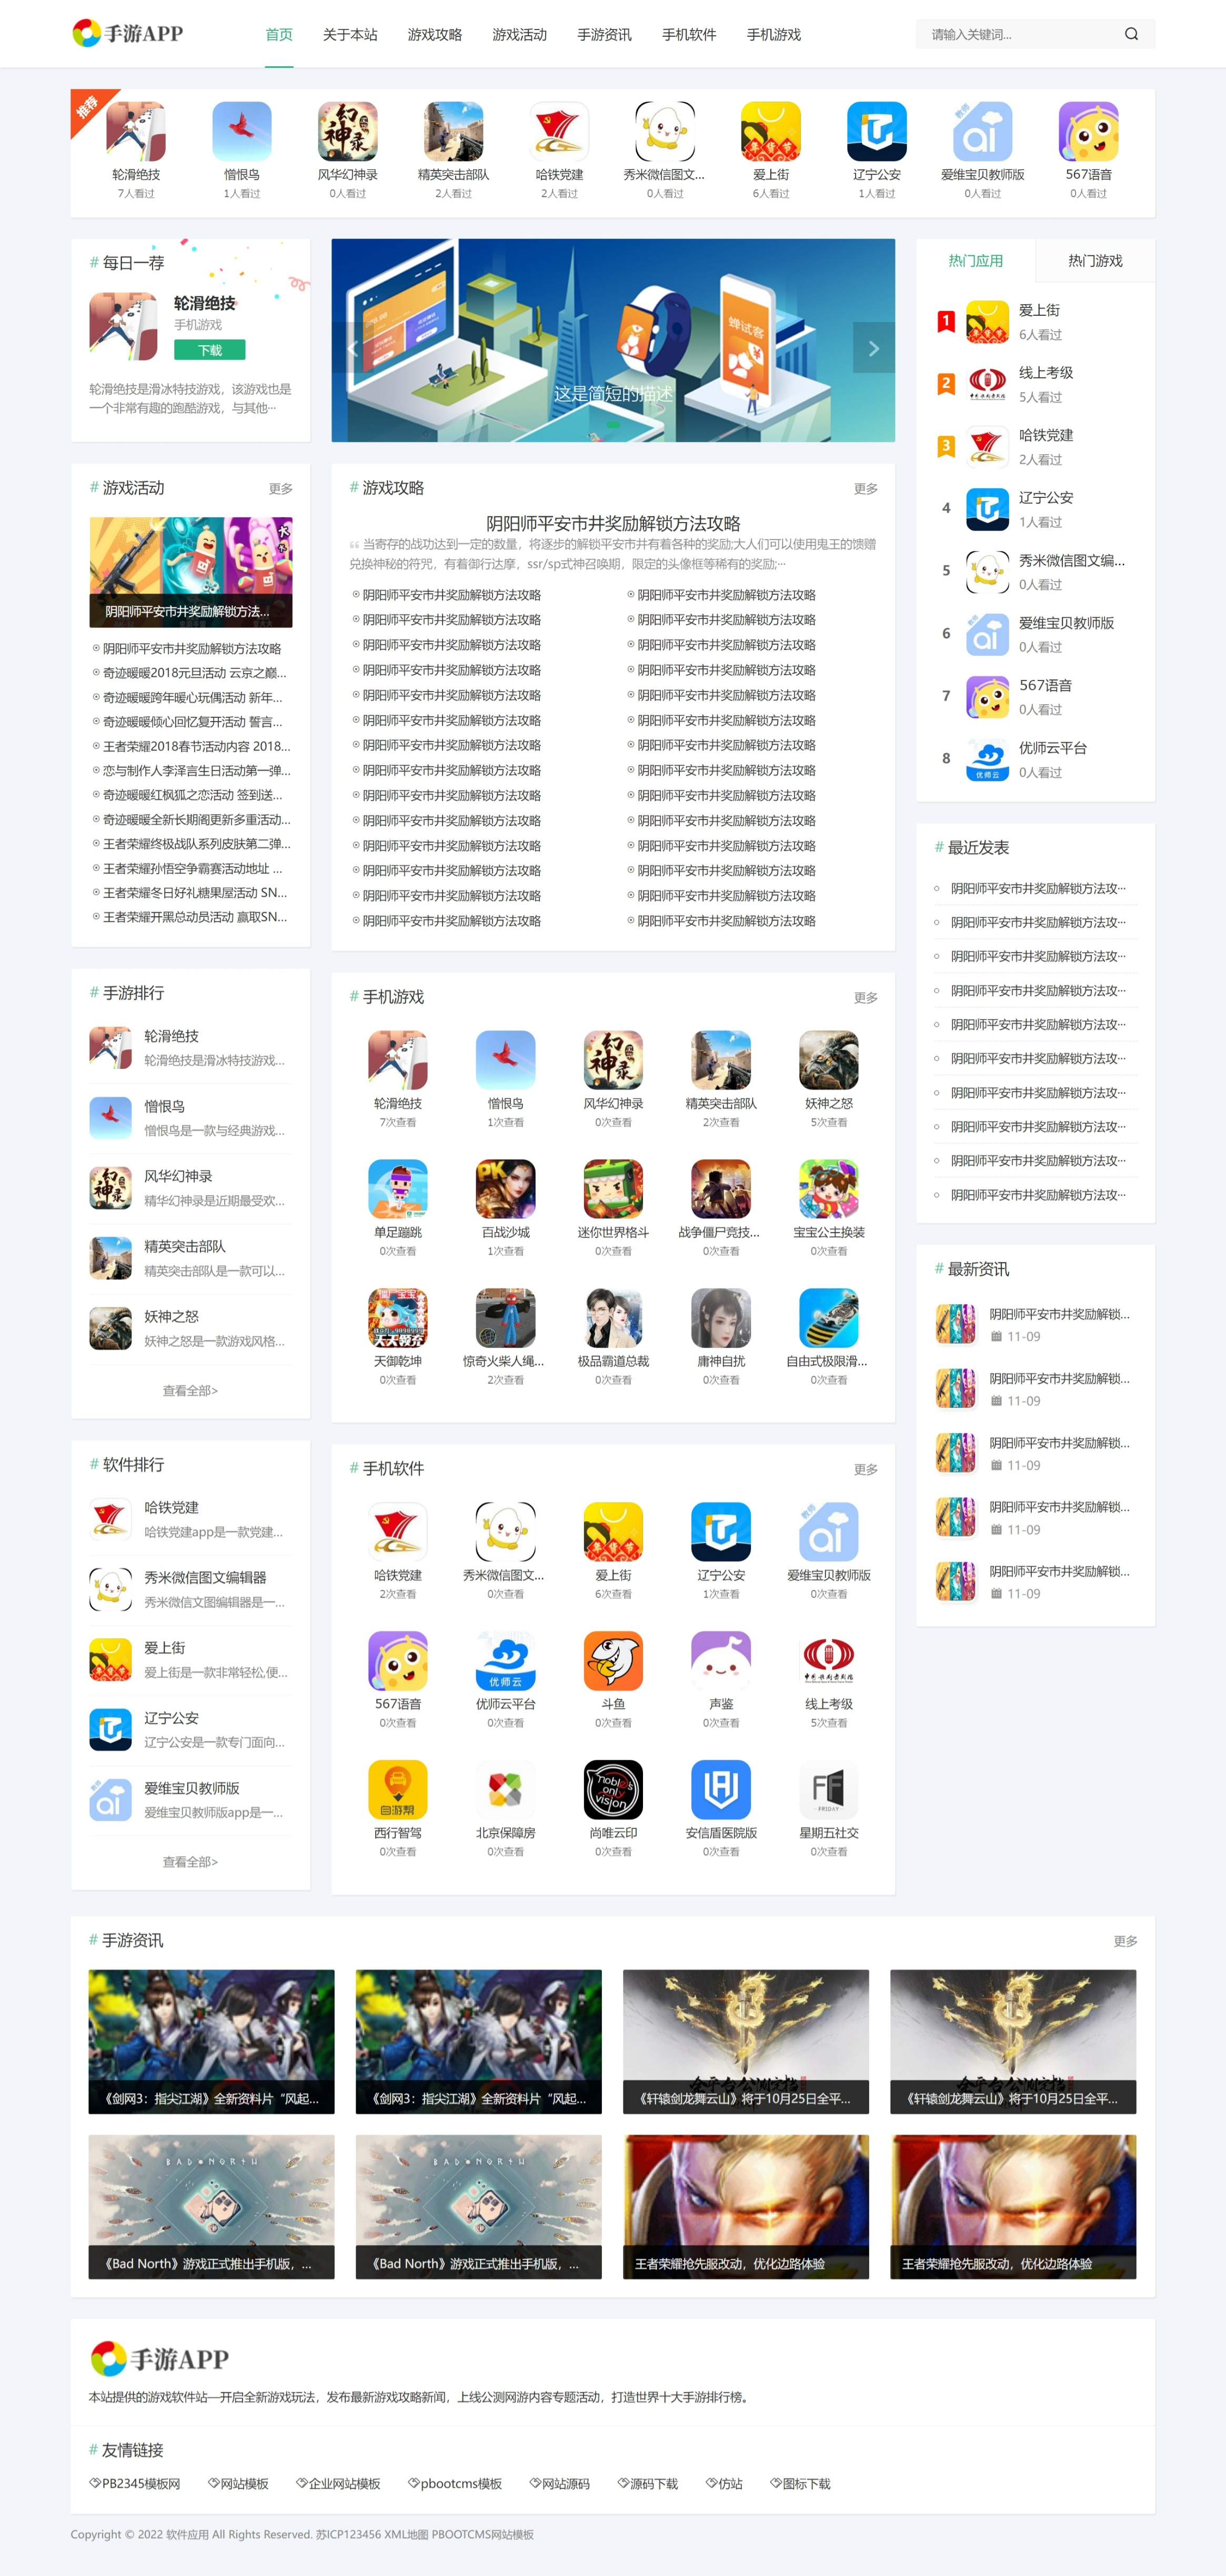 手游APP
首页 关于本站 游戏攻略 游戏活动 手游资讯 手机软件 手机游戏
请输入关键词...
推荐
轮滑绝技 憎恨鸟 风华幻神录 精英突击部队 哈铁党建 秀米微信图文... 爱上街 辽宁公安 爱维宝贝教师版 567语音
7人看过 1人看过 0人看过 2人看过 2人看过 0人看过 6人看过 1人看过 0人看过 0人看过
# 每日一荐
轮滑绝技
手机游戏
下载
轮滑绝技是滑冰特技游戏，该游戏也是
一个非常有趣的跑酷游戏，与其他···
蝉试客
这是简短的描述
热门应用 热门游戏
1 爱上街
6人看过
2 线上考级
5人看过
3 哈铁党建
2人看过
4 辽宁公安
1人看过
5 秀米微信图文编...
0人看过
6 爱维宝贝教师版
0人看过
7 567语音
0人看过
8 优师云平台
0人看过
# 游戏活动 更多
阴阳师平安市井奖励解锁方法...
阴阳师平安市井奖励解锁方法攻略
奇迹暖暖2018元旦活动 云京之巅...
奇迹暖暖跨年暖心玩偶活动 新年...
奇迹暖暖倾心回忆复开活动 誓言...
王者荣耀2018春节活动内容 2018...
恋与制作人李泽言生日活动第一弹...
奇迹暖暖红枫狐之恋活动 签到送...
奇迹暖暖全新长期阁更新多重活动...
王者荣耀终极战队系列皮肤第二弹...
王者荣耀孙悟空争霸赛活动地址 ...
王者荣耀冬日好礼糖果屋活动 SN...
王者荣耀开黑总动员活动 赢取SN...
# 游戏攻略 更多
阴阳师平安市井奖励解锁方法攻略
当寄存的战功达到一定的数量，将逐步的解锁平安市井有着各种的奖励;大人们可以使用鬼王的馈赠
兑换神秘的符咒，有着御行达摩，ssr/sp式神召唤期，限定的头像框等稀有的奖励;···
阴阳师平安市井奖励解锁方法攻略 阴阳师平安市井奖励解锁方法攻略
阴阳师平安市井奖励解锁方法攻略 阴阳师平安市井奖励解锁方法攻略
阴阳师平安市井奖励解锁方法攻略 阴阳师平安市井奖励解锁方法攻略
阴阳师平安市井奖励解锁方法攻略 阴阳师平安市井奖励解锁方法攻略
阴阳师平安市井奖励解锁方法攻略 阴阳师平安市井奖励解锁方法攻略
阴阳师平安市井奖励解锁方法攻略 阴阳师平安市井奖励解锁方法攻略
阴阳师平安市井奖励解锁方法攻略 阴阳师平安市井奖励解锁方法攻略
阴阳师平安市井奖励解锁方法攻略 阴阳师平安市井奖励解锁方法攻略
阴阳师平安市井奖励解锁方法攻略 阴阳师平安市井奖励解锁方法攻略
阴阳师平安市井奖励解锁方法攻略 阴阳师平安市井奖励解锁方法攻略
阴阳师平安市井奖励解锁方法攻略 阴阳师平安市井奖励解锁方法攻略
阴阳师平安市井奖励解锁方法攻略 阴阳师平安市井奖励解锁方法攻略
阴阳师平安市井奖励解锁方法攻略 阴阳师平安市井奖励解锁方法攻略
阴阳师平安市井奖励解锁方法攻略 阴阳师平安市井奖励解锁方法攻略
# 最近发表
阴阳师平安市井奖励解锁方法攻···
阴阳师平安市井奖励解锁方法攻···
阴阳师平安市井奖励解锁方法攻···
阴阳师平安市井奖励解锁方法攻···
阴阳师平安市井奖励解锁方法攻···
阴阳师平安市井奖励解锁方法攻···
阴阳师平安市井奖励解锁方法攻···
阴阳师平安市井奖励解锁方法攻···
阴阳师平安市井奖励解锁方法攻···
阴阳师平安市井奖励解锁方法攻···
# 手游排行
轮滑绝技
轮滑绝技是滑冰特技游戏...
憎恨鸟
憎恨鸟是一款与经典游戏...
风华幻神录
精华幻神录是近期最受欢...
精英突击部队
精英突击部队是一款可以...
妖神之怒
妖神之怒是一款游戏风格...
查看全部>
# 手机游戏 更多
轮滑绝技 憎恨鸟 风华幻神录 精英突击部队 妖神之怒
7次查看 1次查看 0次查看 2次查看 5次查看
单足蹦跳 百战沙城 迷你世界格斗 战争僵尸竞技... 宝宝公主换装
0次查看 1次查看 0次查看 0次查看 0次查看
天御乾坤 惊奇火柴人绳... 极品霸道总裁 庸神自扰 自由式极限滑...
0次查看 2次查看 0次查看 0次查看 0次查看
# 最新资讯
阴阳师平安市井奖励解锁...
11-09
阴阳师平安市井奖励解锁...
11-09
阴阳师平安市井奖励解锁...
11-09
阴阳师平安市井奖励解锁...
11-09
阴阳师平安市井奖励解锁...
11-09
# 软件排行
哈铁党建
哈铁党建app是一款党建...
秀米微信图文编辑器
秀米微信文图编辑器是一...
爱上街
爱上街是一款非常轻松,便...
辽宁公安
辽宁公安是一款专门面向...
爱维宝贝教师版
爱维宝贝教师版app是一...
查看全部>
# 手机软件 更多
哈铁党建 秀米微信图文... 爱上街 辽宁公安 爱维宝贝教师版
2次查看 0次查看 6次查看 1次查看 0次查看
优师云
567语音 优师云平台 斗鱼 声鉴 线上考级
0次查看 0次查看 0次查看 0次查看 5次查看
自游帮 nobles only vision FRIDAY
西行智驾 北京保障房 尚唯云印 安信盾医院版 星期五社交
0次查看 0次查看 0次查看 0次查看 0次查看
# 手游资讯 更多
《剑网3：指尖江湖》全新资料片“风起... 《剑网3：指尖江湖》全新资料片“风起... 《轩辕剑龙舞云山》将于10月25日全平... 《轩辕剑龙舞云山》将于10月25日全平...
BAD NORTH BAD NORTH
《Bad North》游戏正式推出手机版，... 《Bad North》游戏正式推出手机版，... 王者荣耀抢先服改动，优化边路体验 王者荣耀抢先服改动，优化边路体验
手游APP
本站提供的游戏软件站—开启全新游戏玩法，发布最新游戏攻略新闻，上线公测网游内容专题活动，打造世界十大手游排行榜。
# 友情链接
PB2345模板网 网站模板 企业网站模板 pbootcms模板 网站源码 源码下载 仿站 图标下载
Copyright © 2022 软件应用 All Rights Reserved. 苏ICP123456 XML地图 PBOOTCMS网站模板